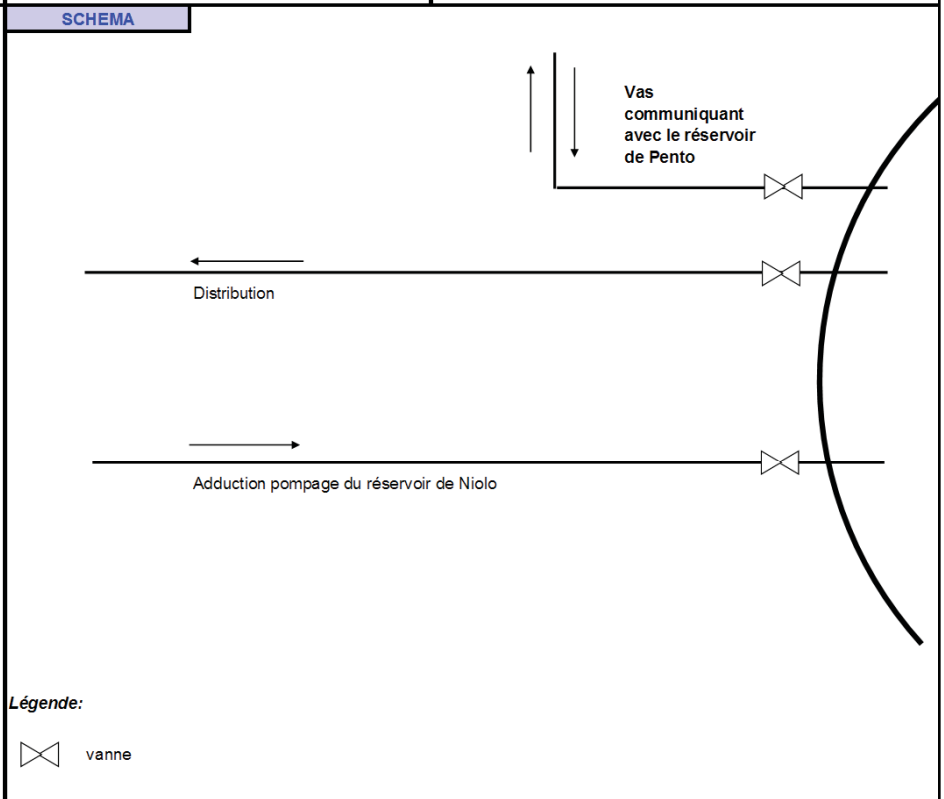 SCHEMA
Vas
communiquant
avec le réservoir
de Pento
Distribution
Adduction pompage du réservoir de Niolo
Légende:
vanne